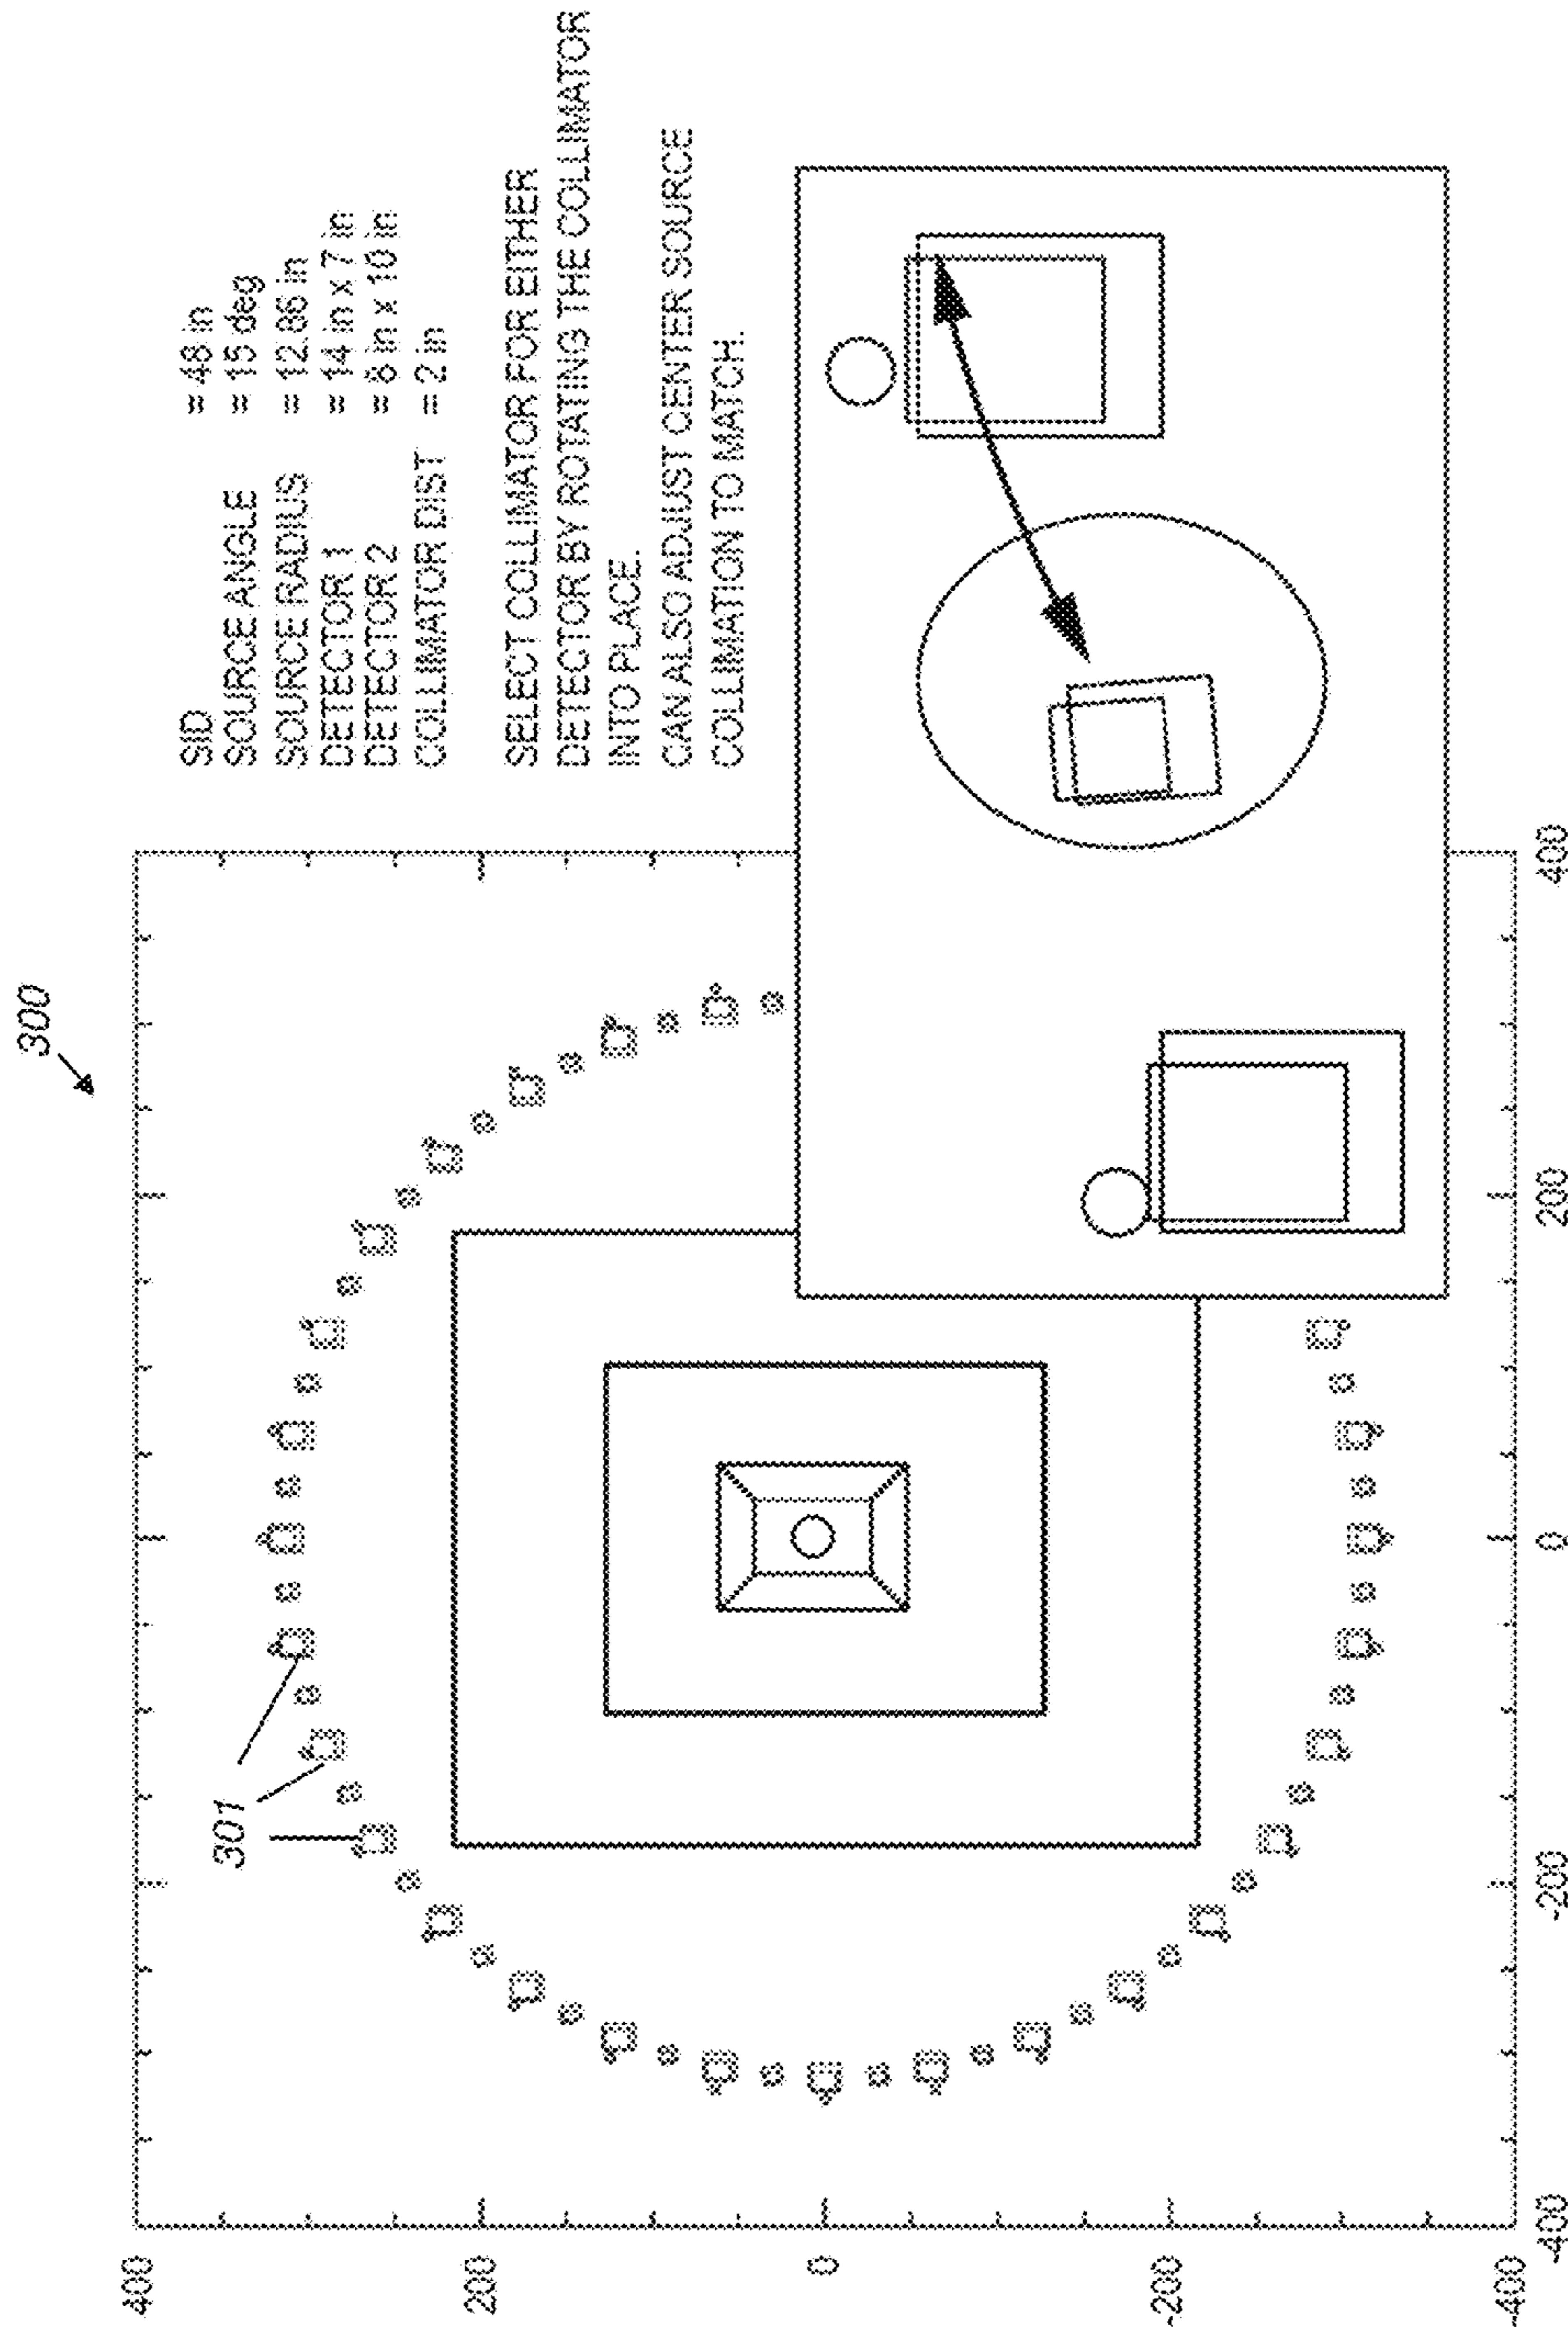 300
301
SID = 48 in
SOURCE ANGLE = 15 deg
SOURCE RADIUS = 12.86 in
DETECTOR 1 = 14 in x 7 in
DETECTOR 2 = 8 in x 10 in
COLLIMATOR DIST = 2 in
SELECT COLLIMATOR FOR EITHER
DETECTOR BY ROTATING THE COLLIMATOR
INTO PLACE.
CAN ALSO ADJUST CENTER SOURCE
COLLIMATION TO MATCH.
400
200
0
-200
-400
-400
-200
0
200
400